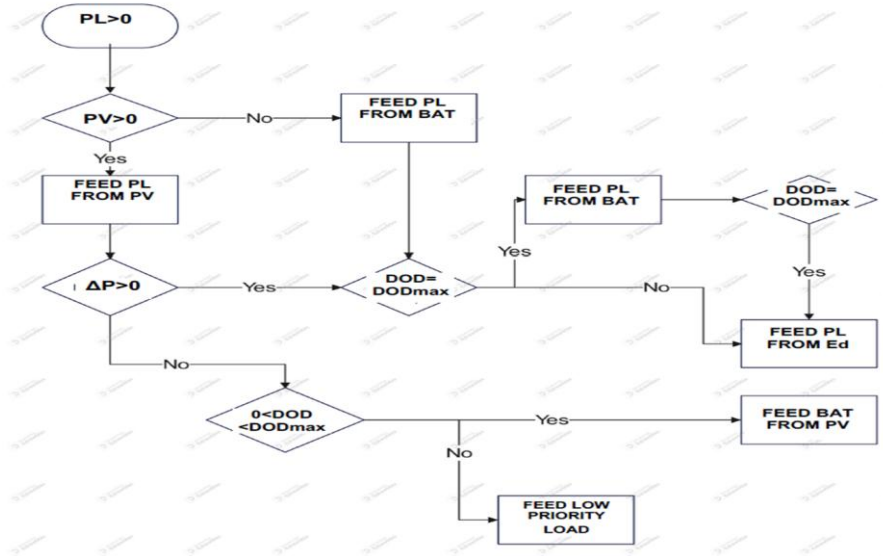 PL>0
PV>0
No
FEED PL
FROM BAT
Yes
FEED PL
FROM PV
FEED PL
FROM BAT
DOD=
DODmax
Yes
ΔP>0
Yes
DOD=
DODmax
No
Yes
FEED PL
FROM Ed
No
0<DOD
<DODmax
Yes
FEED BAT
FROM PV
No
FEED LOW
PRIORITY
LOAD